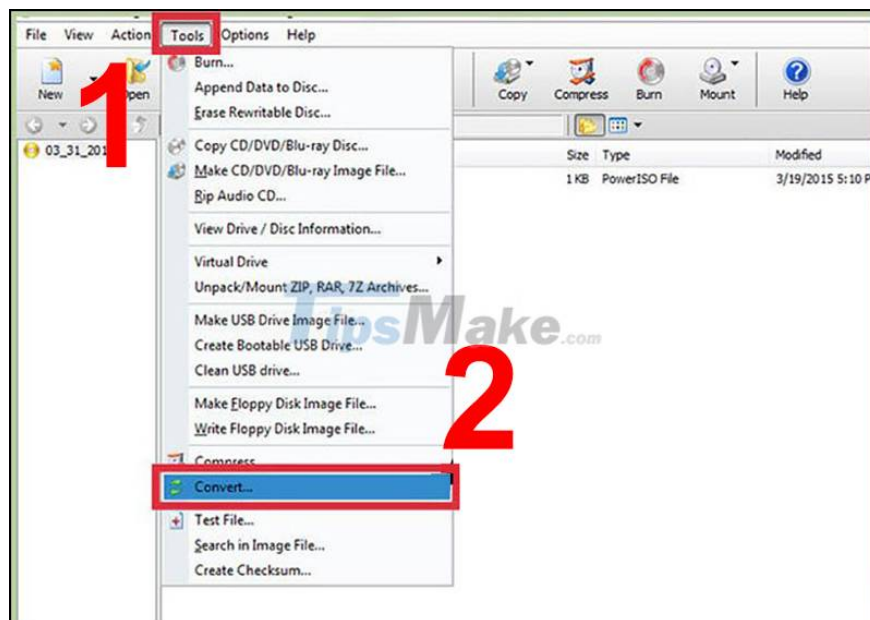 File View Action Tools Options Help
1
New Open Copy Compress Burn Mount Help
03_31_201
Size Type Modified
1 KB PowerISO File 3/19/2015 5:10 P
Burn...
Append Data to Disc...
Erase Rewritable Disc...
Copy CD/DVD/Blu-ray Disc...
Make CD/DVD/Blu-ray Image File...
Rip Audio CD...
View Drive / Disc Information...
Virtual Drive
Unpack/Mount ZIP, RAR, 7Z Archives...
Make USB Drive Image File...
Create Bootable USB Drive...
Clean USB drive...
Make Floppy Disk Image File...
Write Floppy Disk Image File...
Compress
Convert...
Test File...
Search in Image File...
Create Checksum...
TipsMake.com
2